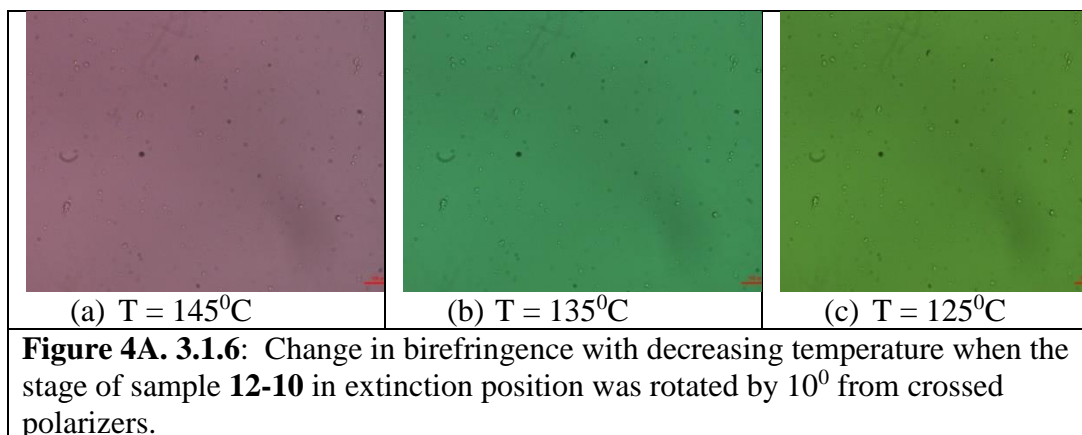 (a) T = 145⁰C
(b) T = 135⁰C
(c) T = 125⁰C
Figure 4A. 3.1.6: Change in birefringence with decreasing temperature when the
stage of sample 12-10 in extinction position was rotated by 10⁰ from crossed
polarizers.